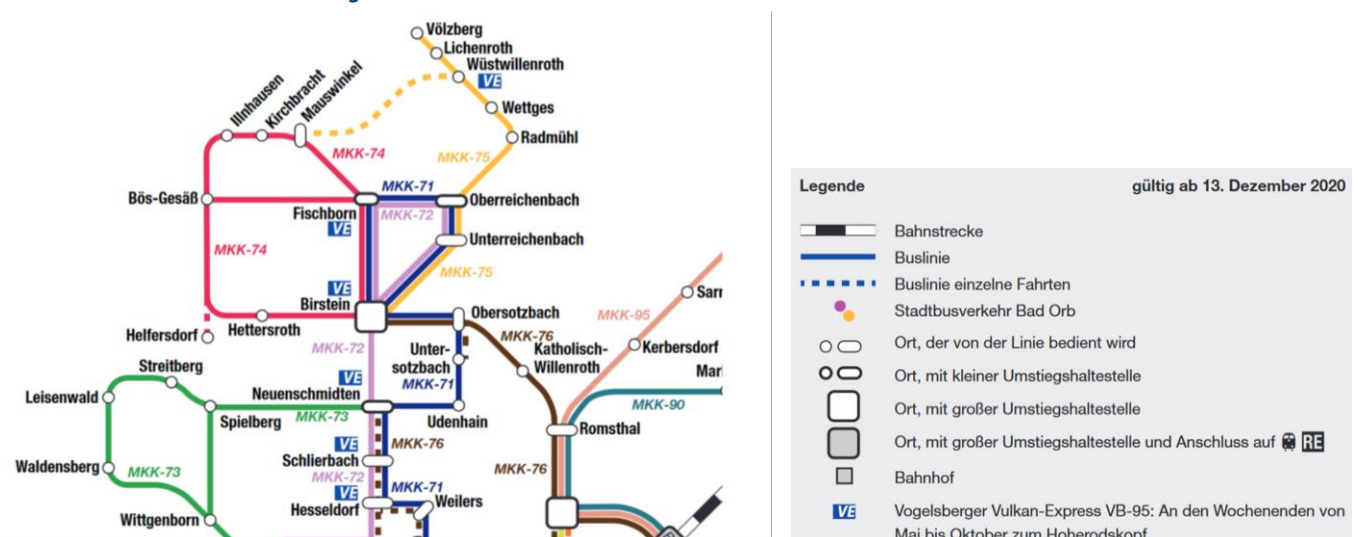 Völzberg
Lichenroth
Wüstwillenroth
VE
Wettges
Radmühl
Illnhausen
Kirchbracht
Mauswinkel
MKK-74
MKK-75
MKK-71
Bös-Gesäß
Fischborn
MKK-72
Oberreichenbach
VE
MKK-74
Unterreichenbach
MKK-75
VE
Birstein
Obersotzbach
MKK-95
Helfersdorf
Hettersroth
MKK-72
MKK-76
Unter-
sotzbach
Katholisch-
Willenroth
Kerbersdorf
Streitberg
VE
MKK-71
Leisenwald
Neuenschmidten
MKK-90
Spielberg
MKK-73
Udenhain
Romsthal
VE
MKK-76
Schlierbach
Waldensberg
MKK-73
MKK-72
MKK-76
VE
MKK-71
Hesseldorf
Weilers
Wittgenborn
Legende gültig ab 13. Dezember 2020
Bahnstrecke
Buslinie
Buslinie einzelne Fahrten
Stadtbusverkehr Bad Orb
Ort, der von der Linie bedient wird
Ort, mit kleiner Umstiegshaltestelle
Ort, mit großer Umstiegshaltestelle
Ort, mit großer Umstiegshaltestelle und Anschluss auf RE
Bahnhof
VE Vogelsberger Vulkan-Express VB-95: An den Wochenenden von
Mai bis Oktober zum Hoherodskopf